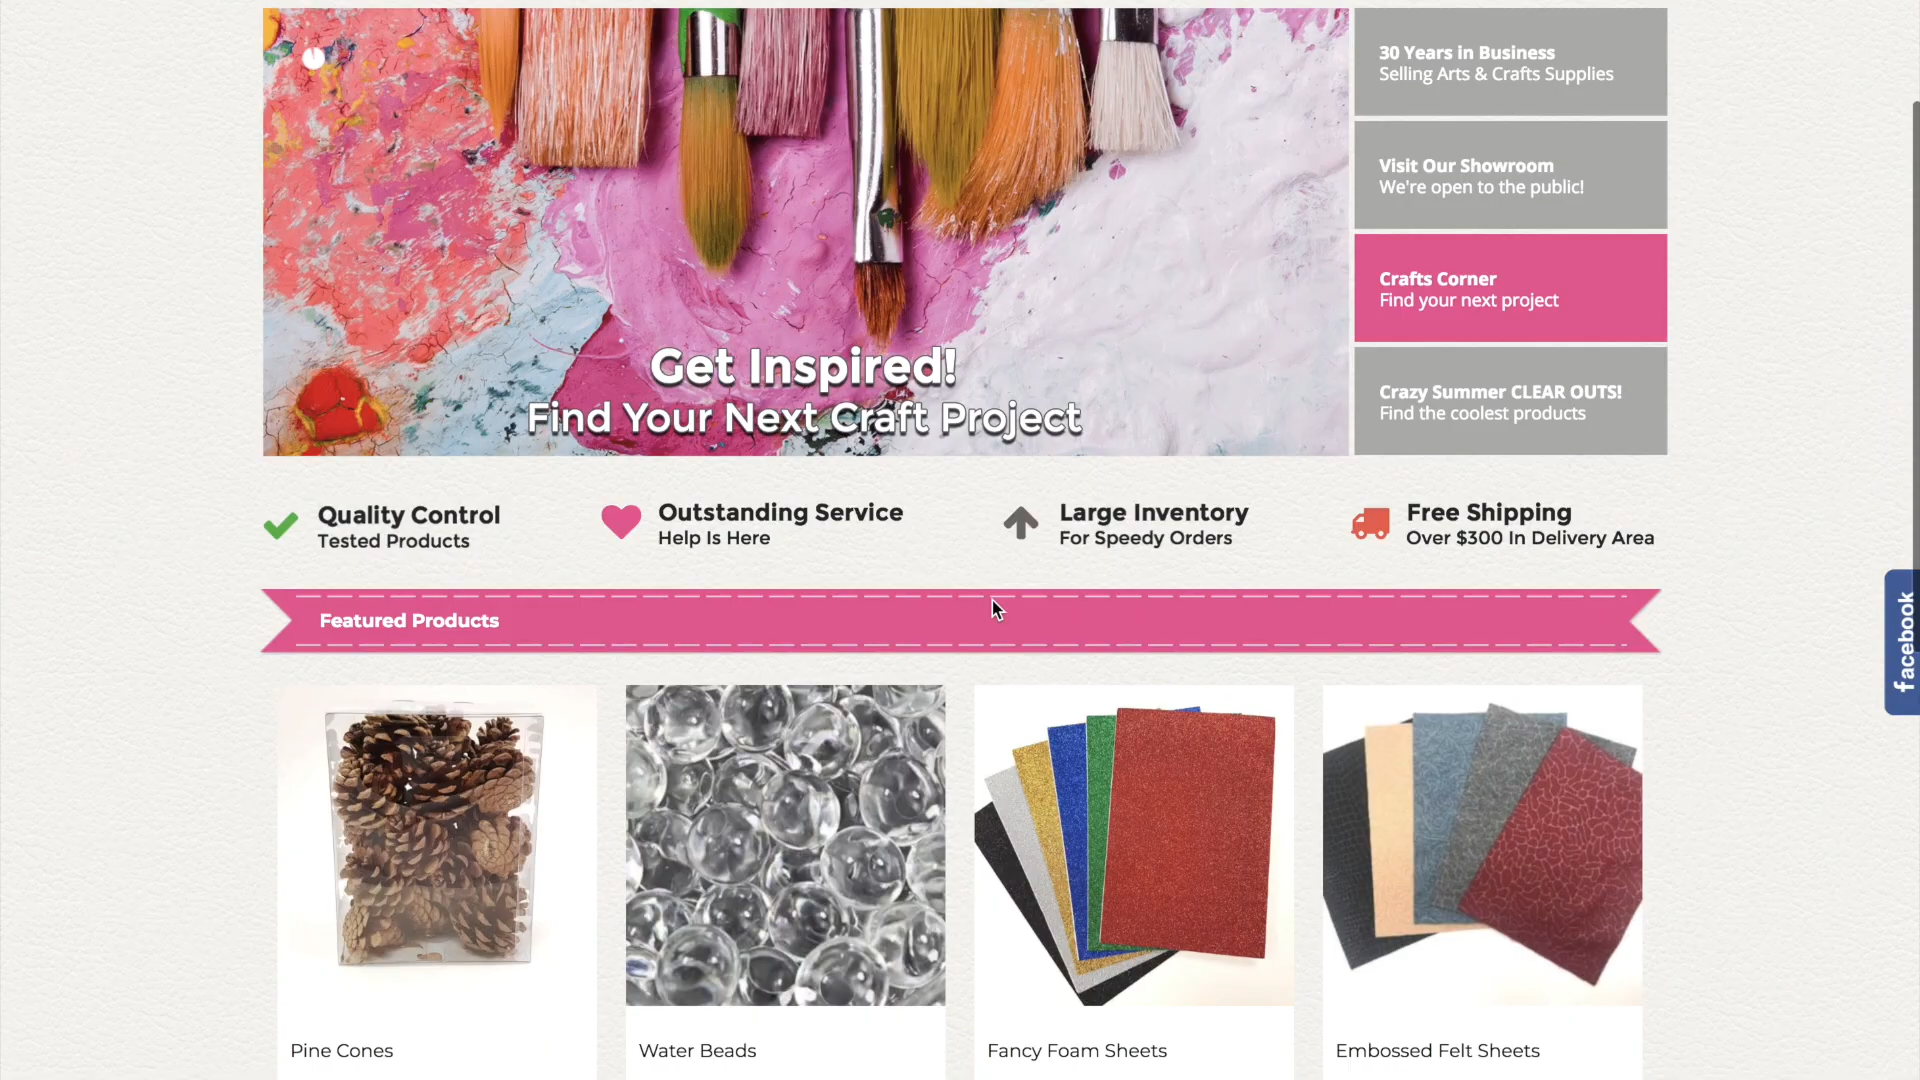 30 Years in Business
Selling Arts & Crafts Supplies
Visit Our Showroom
We're open to the public!
Crafts Corner
Find your next project
Crazy Summer CLEAR OUTS!
Find the coolest products
Get Inspired!
Find Your Next Craft Project
Quality Control
Tested Products
Outstanding Service
Help Is Here
Large Inventory
For Speedy Orders
Free Shipping
Over $300 In Delivery Area
Featured Products
facebook
Pine Cones
Water Beads
Fancy Foam Sheets
Embossed Felt Sheets